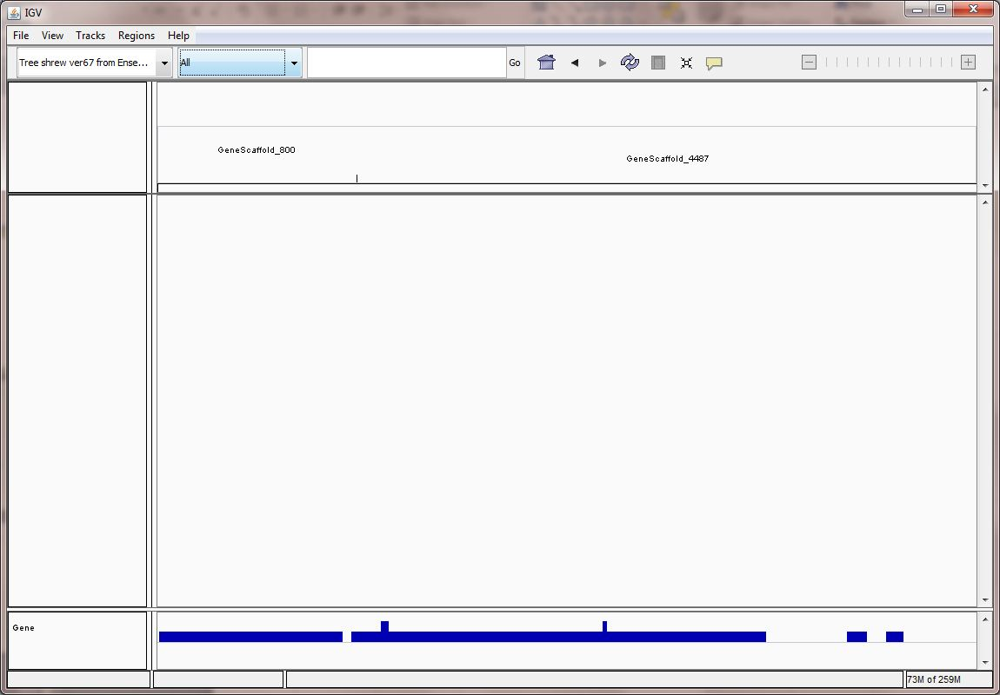 IGV
File View Tracks Regions Help
Tree shrew ver67 from Ense... All Go
GeneScaffold_800
GeneScaffold_4487
Gene
73M of 259M